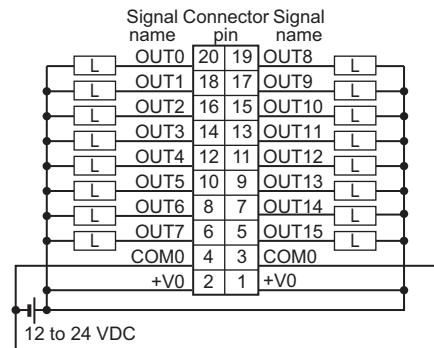 Signal Connector Signal
name pin name
L OUT0 20 19 OUT8 L
L OUT1 18 17 OUT9 L
L OUT2 16 15 OUT10 L
L OUT3 14 13 OUT11 L
L OUT4 12 11 OUT12 L
L OUT5 10 9 OUT13 L
L OUT6 8 7 OUT14 L
L OUT7 6 5 OUT15 L
COM0 4 3 COM0
+V0 2 1 +V0
12 to 24 VDC